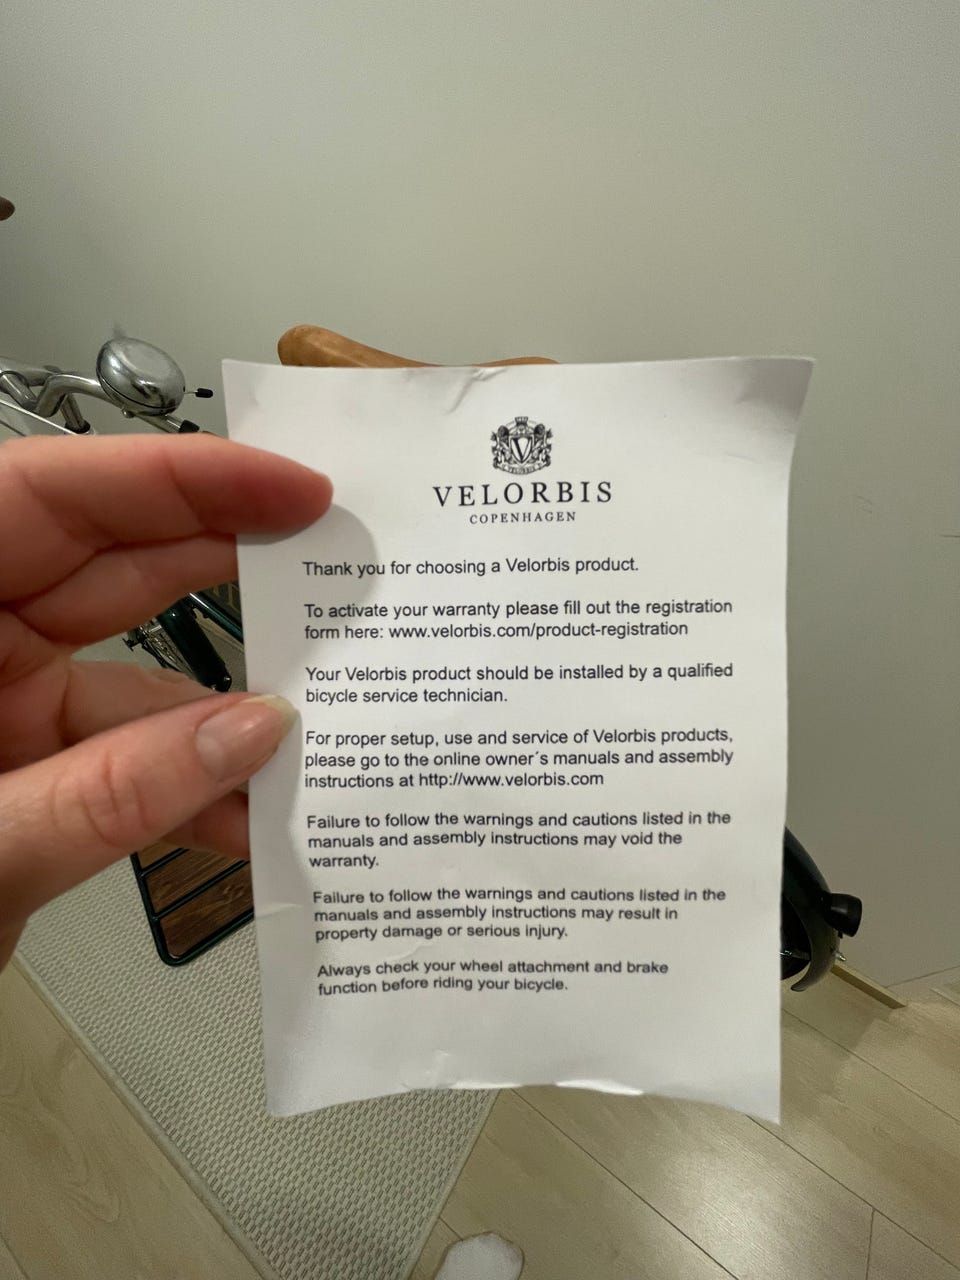 VELORBIS
COPENHAGEN
Thank you for choosing a Velorbis product.
To activate your warranty please fill out the registration
form here: www.velorbis.com/product-registration
Your Velorbis product should be installed by a qualified
bicycle service technician.
For proper setup, use and service of Velorbis products,
please go to the online owner´s manuals and assembly
instructions at http://www.velorbis.com
Failure to follow the warnings and cautions listed in the
manuals and assembly instructions may void the
warranty.
Failure to follow the warnings and cautions listed in the
manuals and assembly instructions may result in
property damage or serious injury.
Always check your wheel attachment and brake
function before riding your bicycle.